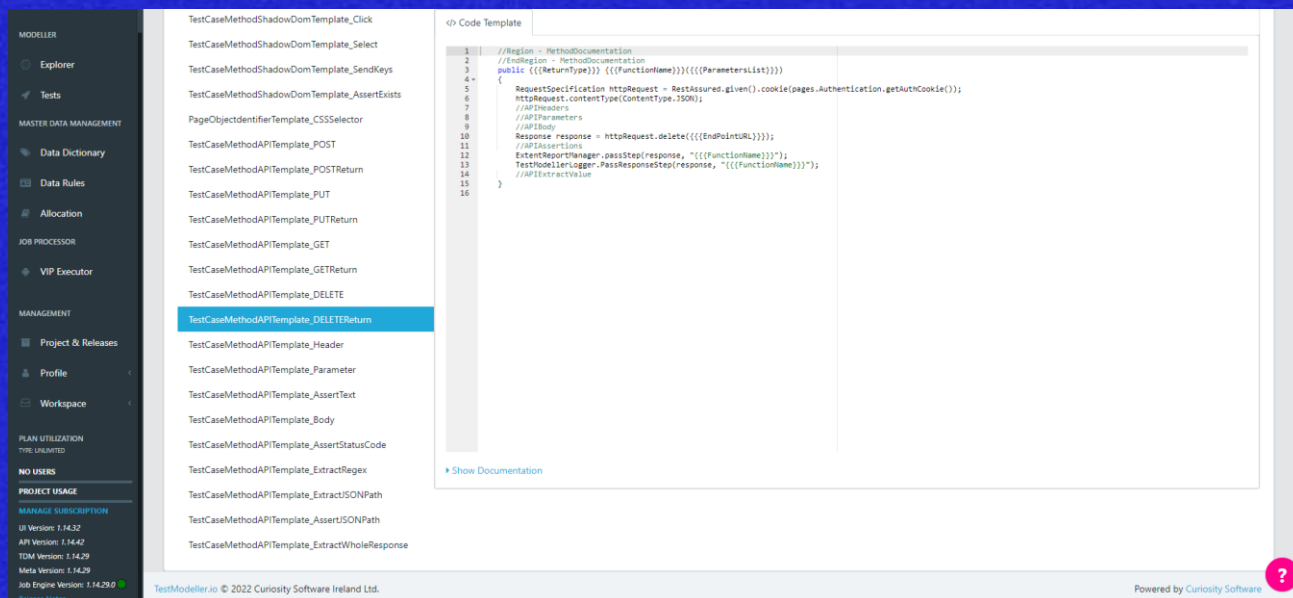 MODELLER
Explorer
Tests
MASTER DATA MANAGEMENT
Data Dictionary
Data Rules
Allocation
JOB PROCESSOR
VIP Executor
MANAGEMENT
Project & Releases
Profile
Workspace
PLAN UTILIZATION
TYPE: UNLIMITED
NO USERS
PROJECT USAGE
MANAGE SUBSCRIPTION
UI Version: 1.14.32
API Version: 1.14.42
TDM Version: 1.14.29
Meta Version: 1.14.29
Job Engine Version: 1.14.29.0
TestCaseMethodShadowDomTemplate_Click
TestCaseMethodShadowDomTemplate_Select
TestCaseMethodShadowDomTemplate_SendKeys
TestCaseMethodShadowDomTemplate_AssertExists
PageObjectdentifierTemplate_CSSSelector
TestCaseMethodAPITemplate_POST
TestCaseMethodAPITemplate_POSTReturn
TestCaseMethodAPITemplate_PUT
TestCaseMethodAPITemplate_PUTReturn
TestCaseMethodAPITemplate_GET
TestCaseMethodAPITemplate_GETReturn
TestCaseMethodAPITemplate_DELETE
TestCaseMethodAPITemplate_DELETEReturn
TestCaseMethodAPITemplate_Header
TestCaseMethodAPITemplate_Parameter
TestCaseMethodAPITemplate_AssertText
TestCaseMethodAPITemplate_Body
TestCaseMethodAPITemplate_AssertStatusCode
TestCaseMethodAPITemplate_ExtractRegex
TestCaseMethodAPITemplate_ExtractJSONPath
TestCaseMethodAPITemplate_AssertJSONPath
TestCaseMethodAPITemplate_ExtractWholeResponse
</> Code Template
1 //Region - MethodDocumentation
2 //EndRegion - MethodDocumentation
3 public {{{ReturnType}}} {{{FunctionName}}}({{{ParametersList}}})
4 {
5 RequestSpecification httpRequest = RestAssured.given().cookie(pages.Authentication.getAuthCookie());
6 httpRequest.contentType(ContentType.JSON);
7 //APIHeaders
8 //APIParameters
9 //APIBody
10 Response response = httpRequest.delete({{{EndPointURL}}});
11 //APIAssertions
12 ExtentReportManager.passStep(response, "{{{FunctionName}}}");
13 TestModellerLogger.PassResponseStep(response, "{{{FunctionName}}}");
14 //APIExtractValue
15 }
16
Show Documentation
TestModeller.io © 2022 Curiosity Software Ireland Ltd.
Powered by Curiosity Software
?